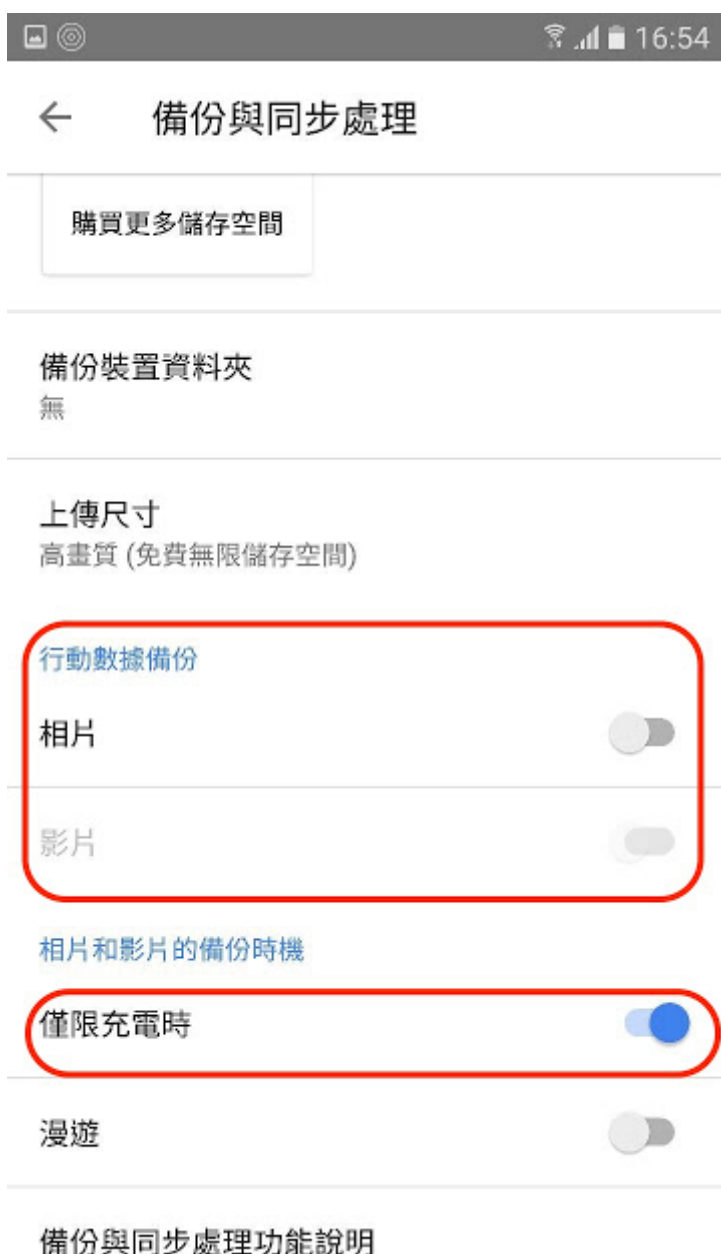 16:54
備份與同步處理
購買更多儲存空間
備份裝置資料夾
無
上傳尺寸
高畫質 (免費無限儲存空間)
行動數據備份
相片
影片
相片和影片的備份時機
僅限充電時
漫遊
備份與同步處理功能說明